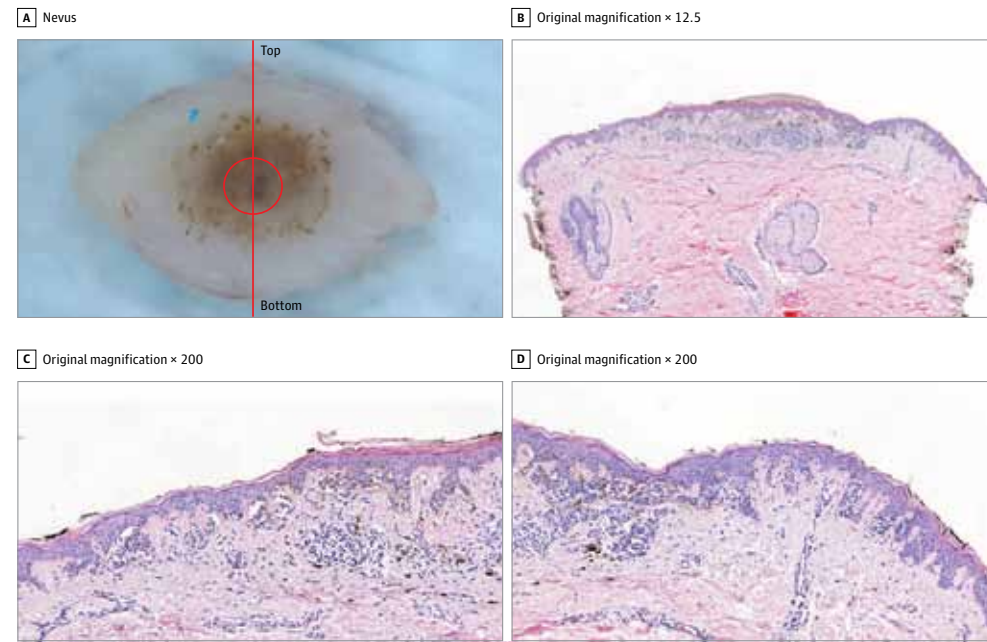 A Nevus
B Original magnification × 12.5
Top
Bottom
C Original magnification × 200
D Original magnification × 200